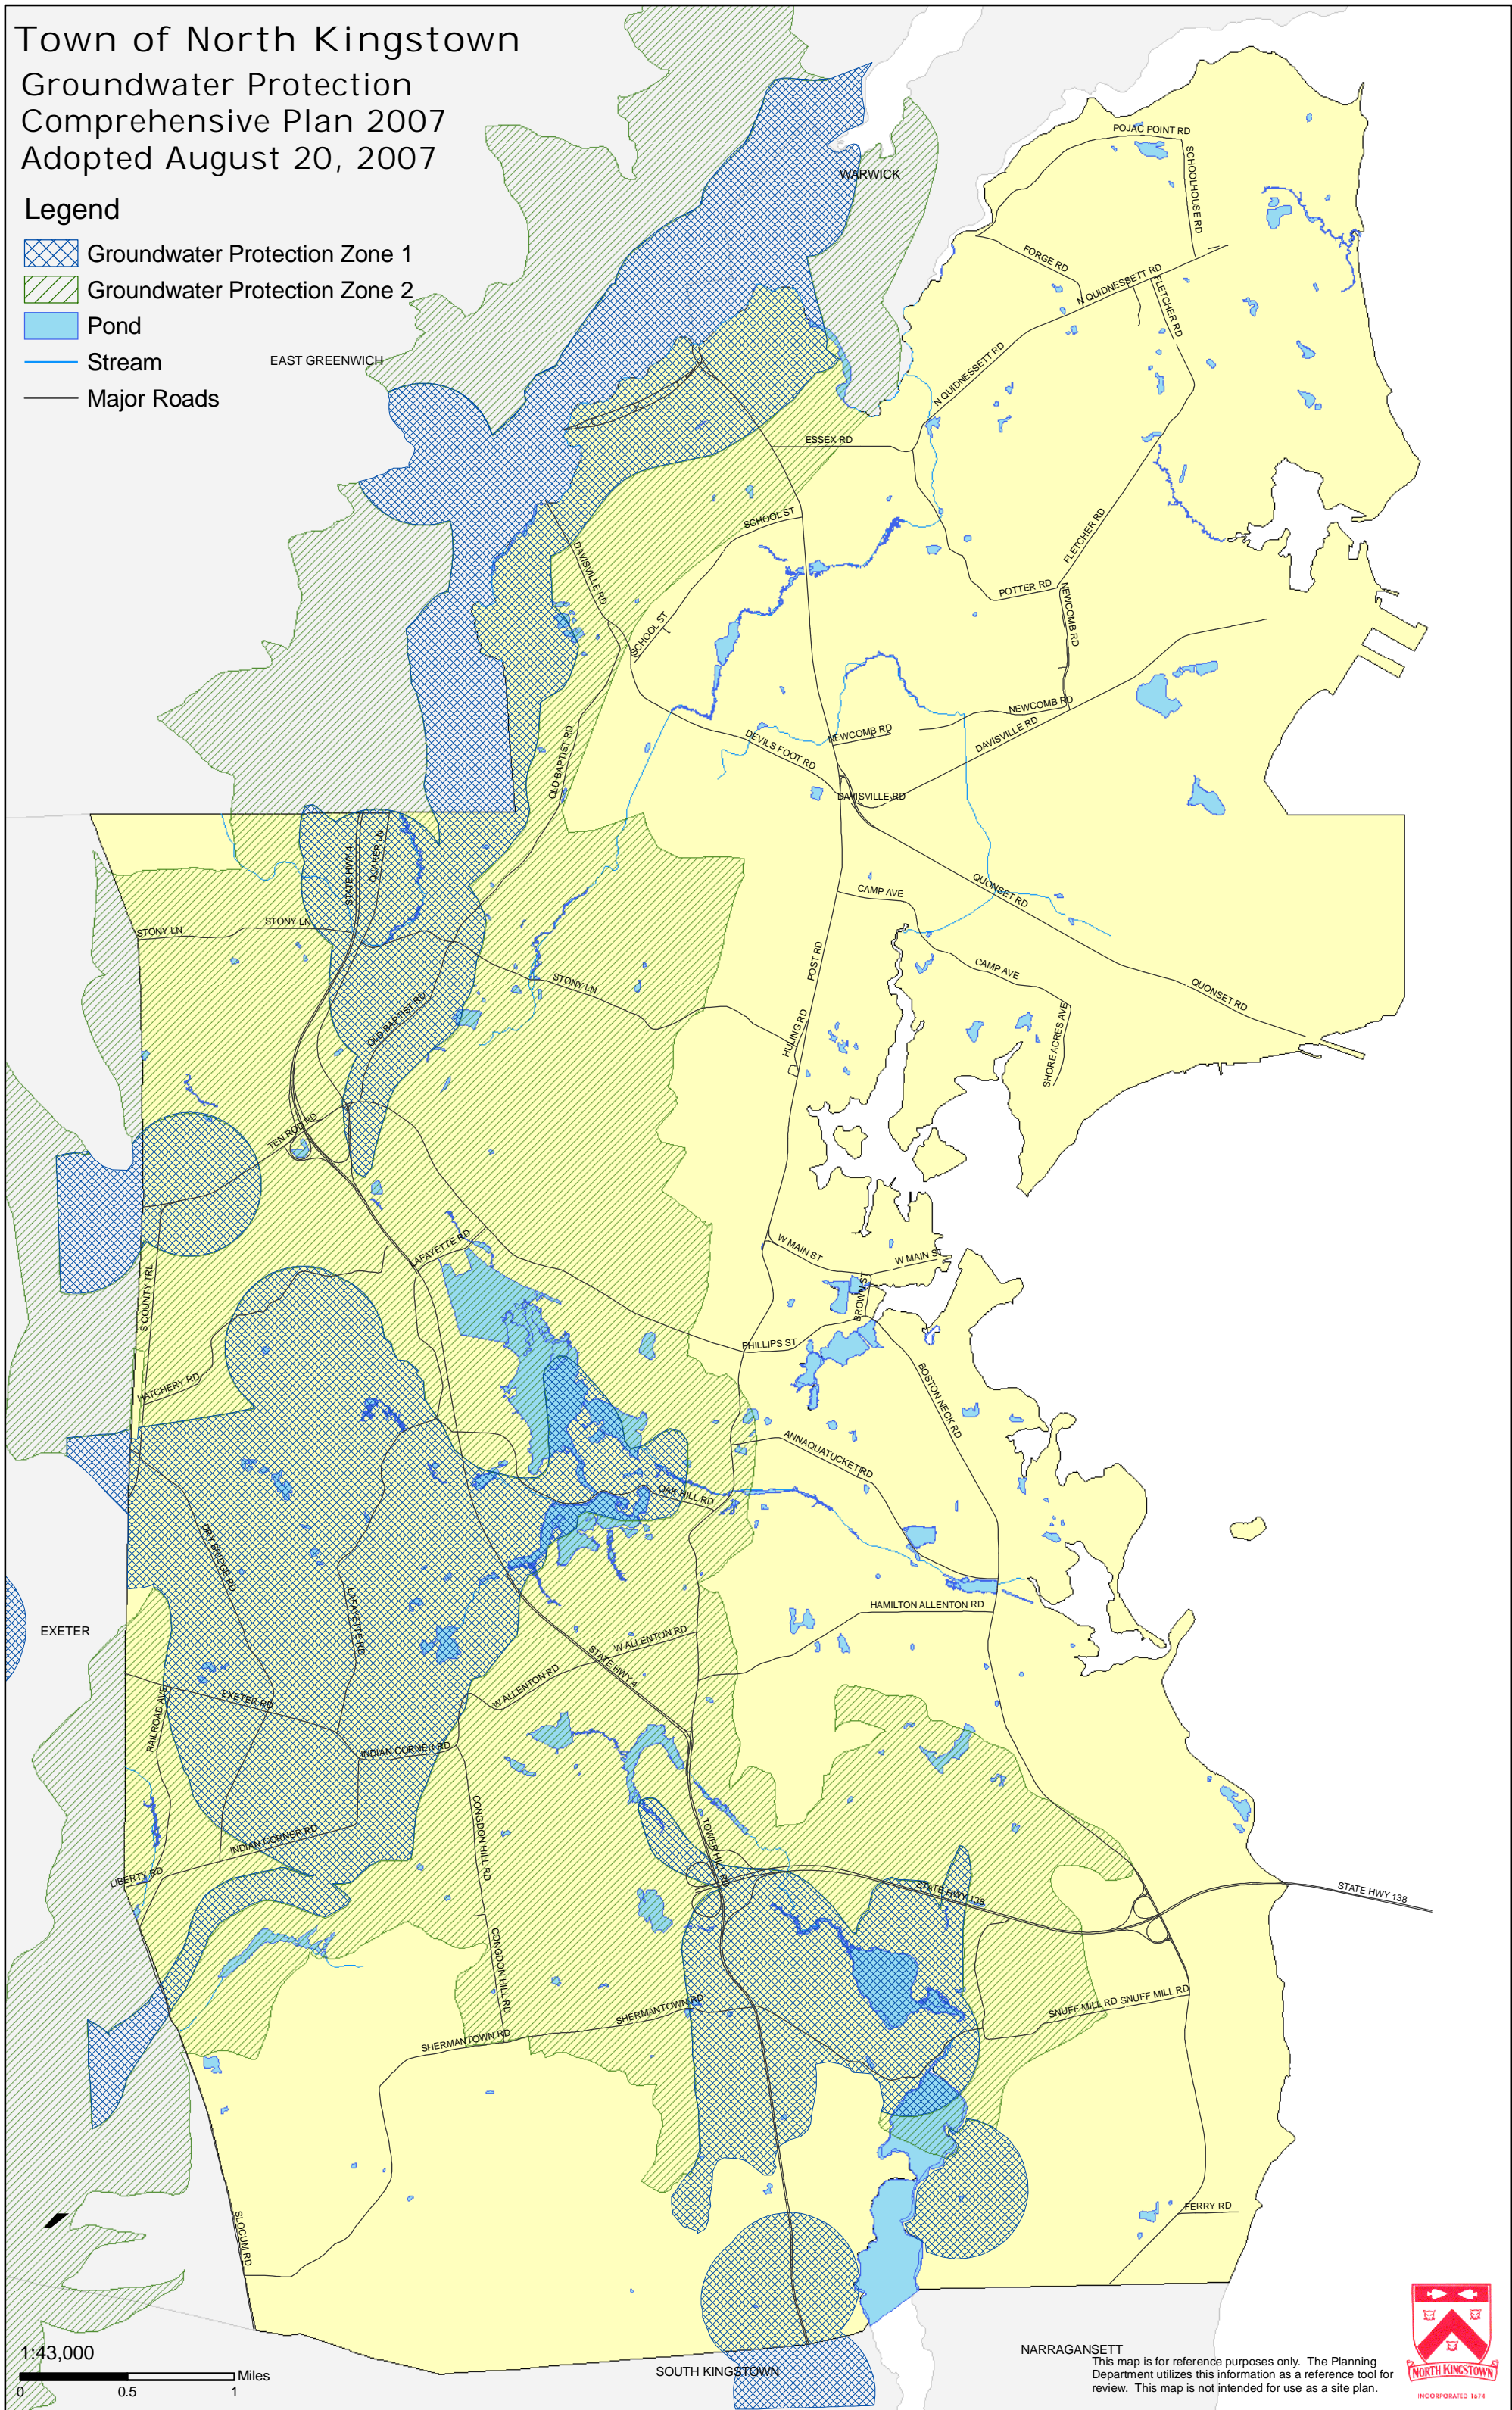 Town of North Kingstown
Groundwater Protection
Comprehensive Plan 2007
Adopted August 20, 2007
Legend
Groundwater Protection Zone 1
Groundwater Protection Zone 2
Pond
Stream
Major Roads
EAST GREENWICH
WARWICK
POJAC POINT RD
SCHOOLHOUSE RD
FORGE RD
N QUIDNESSETT RD
FLETCHER RD
N QUIDNESSETT RD
ESSEX RD
SCHOOL ST
DAVISVILLE RD
FLETCHER RD
POTTER RD
NEWCOMB RD
SCHOOL ST
NEWCOMB RD
NEWCOMB RD
DAVISVILLE RD
DEVILS FOOT RD
OLD BAPTIST RD
DAVISVILLE RD
STATE HWY 4
QUAKER LN
CAMP AVE
QUONSET RD
STONY LN
STONY LN
STONY LN
POST RD
CAMP AVE
QUONSET RD
OLD BAPTIST RD
HULING RD
SHORE ACRES AVE
TEN ROD RD
LAFAYETTE RD
W MAIN ST
W MAIN ST
BROWN ST
S COUNTY TRL
PHILLIPS ST
HATCHERY RD
BOSTON NECK RD
ANNAQUATUCKET RD
OAK HILL RD
DRY BRIDGE RD
LAFAYETTE RD
HAMILTON ALLENTON RD
EXETER
W ALLENTON RD
STATE HWY 4
W ALLENTON RD
EXETER RD
RAILROAD AVE
INDIAN CORNER RD
CONGDON HILL RD
TOWER HILL RD
INDIAN CORNER RD
LIBERTY RD
STATE HWY 138
STATE HWY 138
CONGDON HILL RD
SHERMANTOWN RD
SHERMANTOWN RD
SNUFF MILL RD
SNUFF MILL RD
SLOCUM RD
FERRY RD
1:43,000
Miles
0 0.5 1
SOUTH KINGSTOWN
NARRAGANSETT
This map is for reference purposes only. The Planning
Department utilizes this information as a reference tool for
review. This map is not intended for use as a site plan.
NORTH KINGSTOWN
INCORPORATED 1674